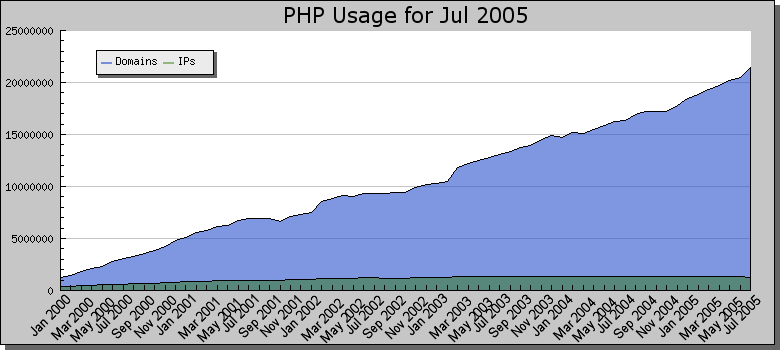 PHP Usage for Jul 2005
25000000
20000000
15000000
10000000
5000000
0
Domains IPs
Jan 2000
Mar 2000
May 2000
Jul 2000
Sep 2000
Nov 2000
Jan 2001
Mar 2001
May 2001
Jul 2001
Sep 2001
Nov 2001
Jan 2002
Mar 2002
May 2002
Jul 2002
Sep 2002
Nov 2002
Jan 2003
Mar 2003
May 2003
Jul 2003
Sep 2003
Nov 2003
Jan 2004
Mar 2004
May 2004
Jul 2004
Sep 2004
Nov 2004
Jan 2005
Mar 2005
May 2005
Jul 2005